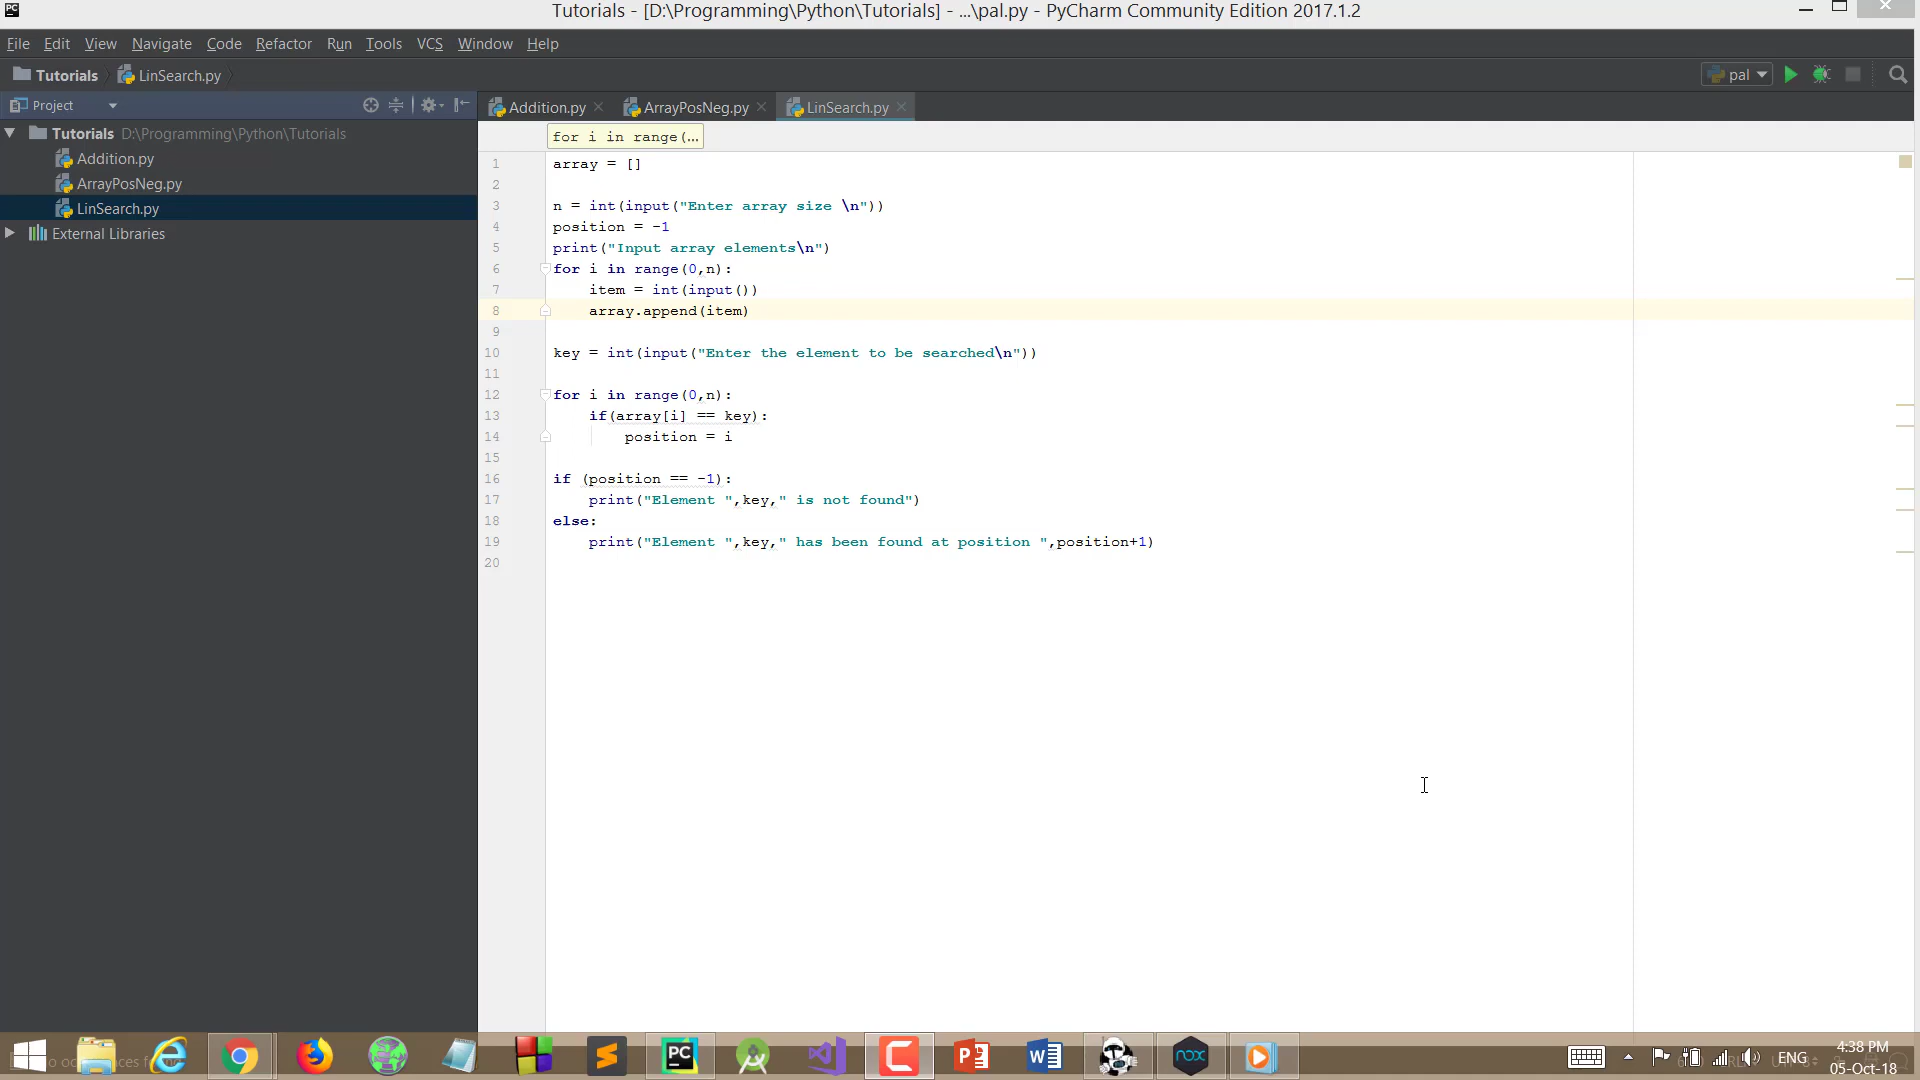 PC
Tutorials - [D:\Programming\Python\Tutorials] - ...\pal.py - PyCharm Community Edition 2017.1.2
File Edit View Navigate Code Refactor Run Tools VCS Window Help
Tutorials LinSearch.py
pal
Project
Addition.py ArrayPosNeg.py LinSearch.py
Tutorials D:\Programming\Python\Tutorials
Addition.py
ArrayPosNeg.py
LinSearch.py
External Libraries
for i in range(...
1 array = []
2
3 n = int(input("Enter array size \n"))
4 position = -1
5 print("Input array elements\n")
6 for i in range(0,n):
7 item = int(input())
8 array.append(item)
9
10 key = int(input("Enter the element to be searched\n"))
11
12 for i in range(0,n):
13 if(array[i] == key):
14 position = i
15
16 if (position == -1):
17 print("Element ",key," is not found")
18 else:
19 print("Element ",key," has been found at position ",position+1)
20
PC
nox
ENG
4:38 PM
05-Oct-18